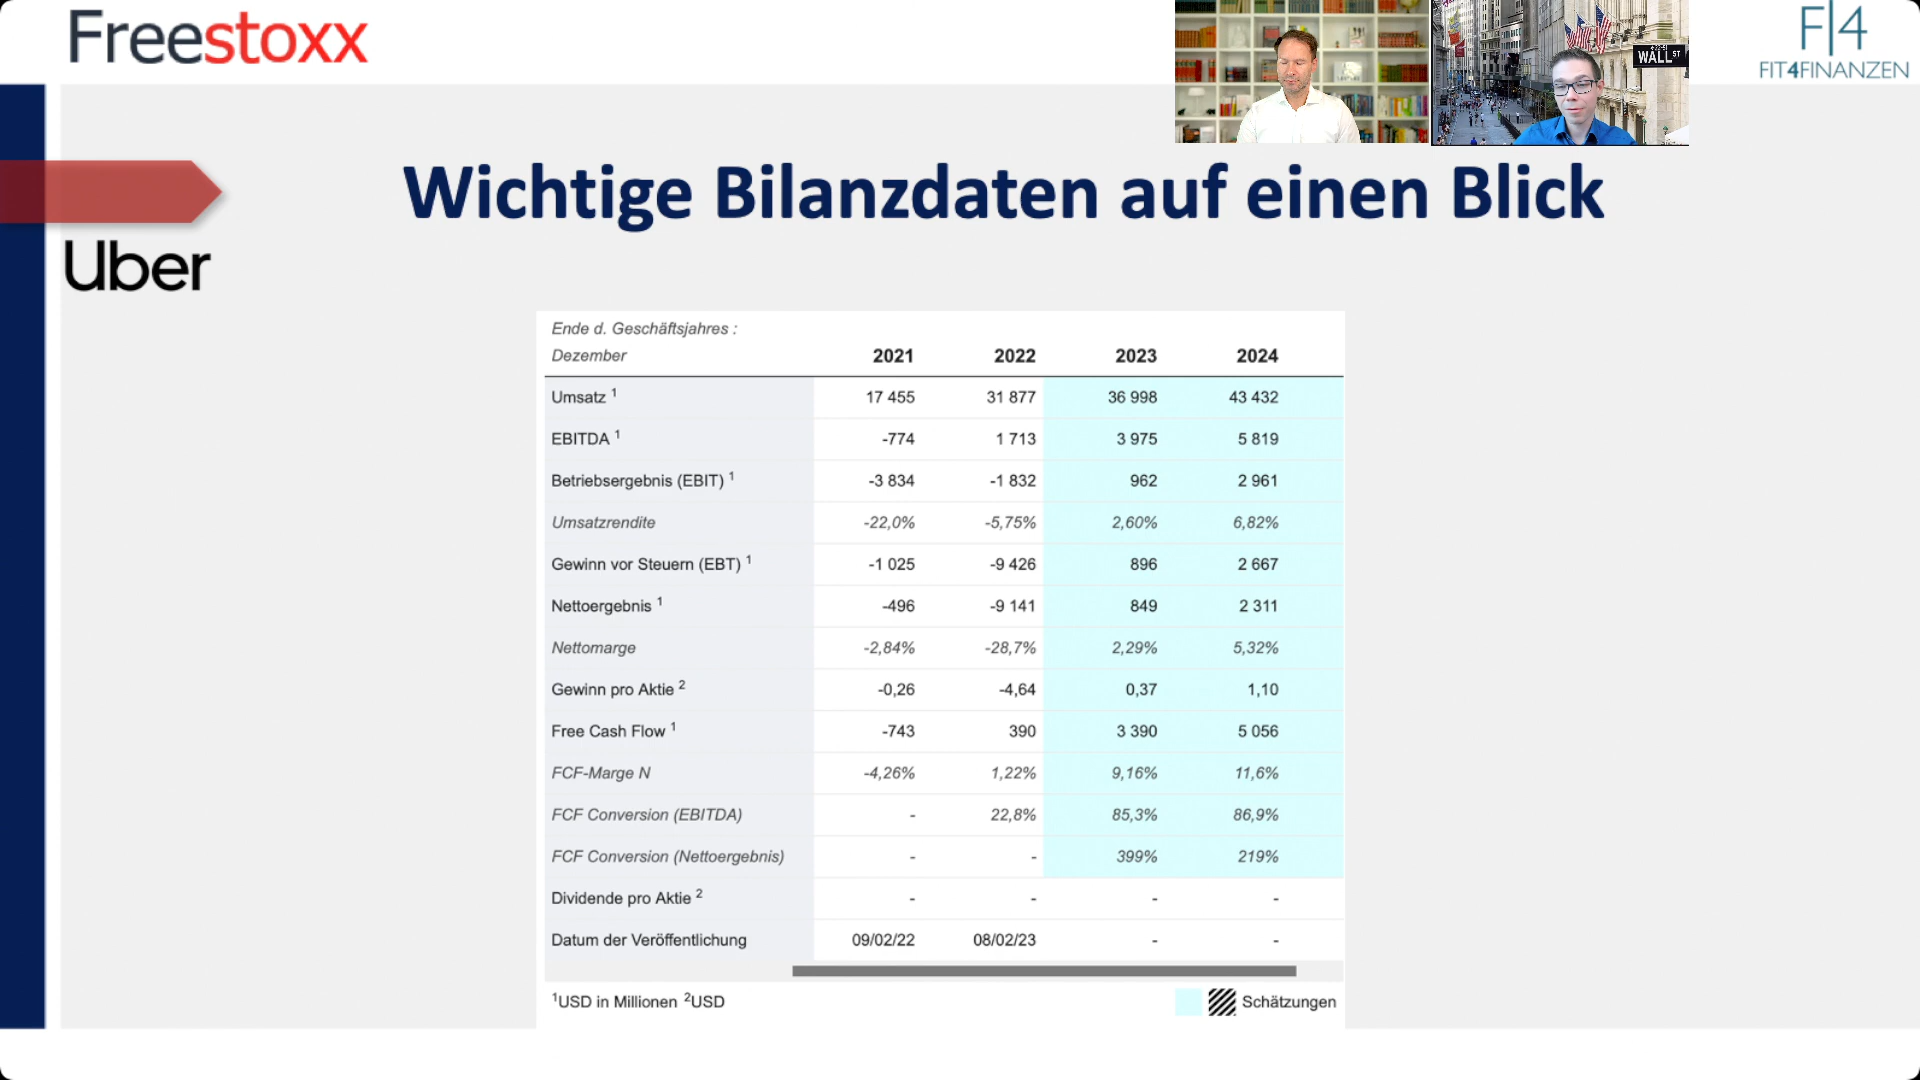 Freestoxx
WALL ST
F|4
FIT4FINANZEN
Wichtige Bilanzdaten auf einen Blick
Uber
Ende d. Geschäftsjahres :
Dezember 2021 2022 2023 2024
Umsatz ¹ 17 455 31 877 36 998 43 432
EBITDA ¹ -774 1 713 3 975 5 819
Betriebsergebnis (EBIT) ¹ -3 834 -1 832 962 2 961
Umsatzrendite -22,0% -5,75% 2,60% 6,82%
Gewinn vor Steuern (EBT) ¹ -1 025 -9 426 896 2 667
Nettoergebnis ¹ -496 -9 141 849 2 311
Nettomarge -2,84% -28,7% 2,29% 5,32%
Gewinn pro Aktie ² -0,26 -4,64 0,37 1,10
Free Cash Flow ¹ -743 390 3 390 5 056
FCF-Marge N -4,26% 1,22% 9,16% 11,6%
FCF Conversion (EBITDA) - 22,8% 85,3% 86,9%
FCF Conversion (Nettoergebnis) - - 399% 219%
Dividende pro Aktie ² - - - -
Datum der Veröffentlichung 09/02/22 08/02/23 - -
¹USD in Millionen ²USD Schätzungen